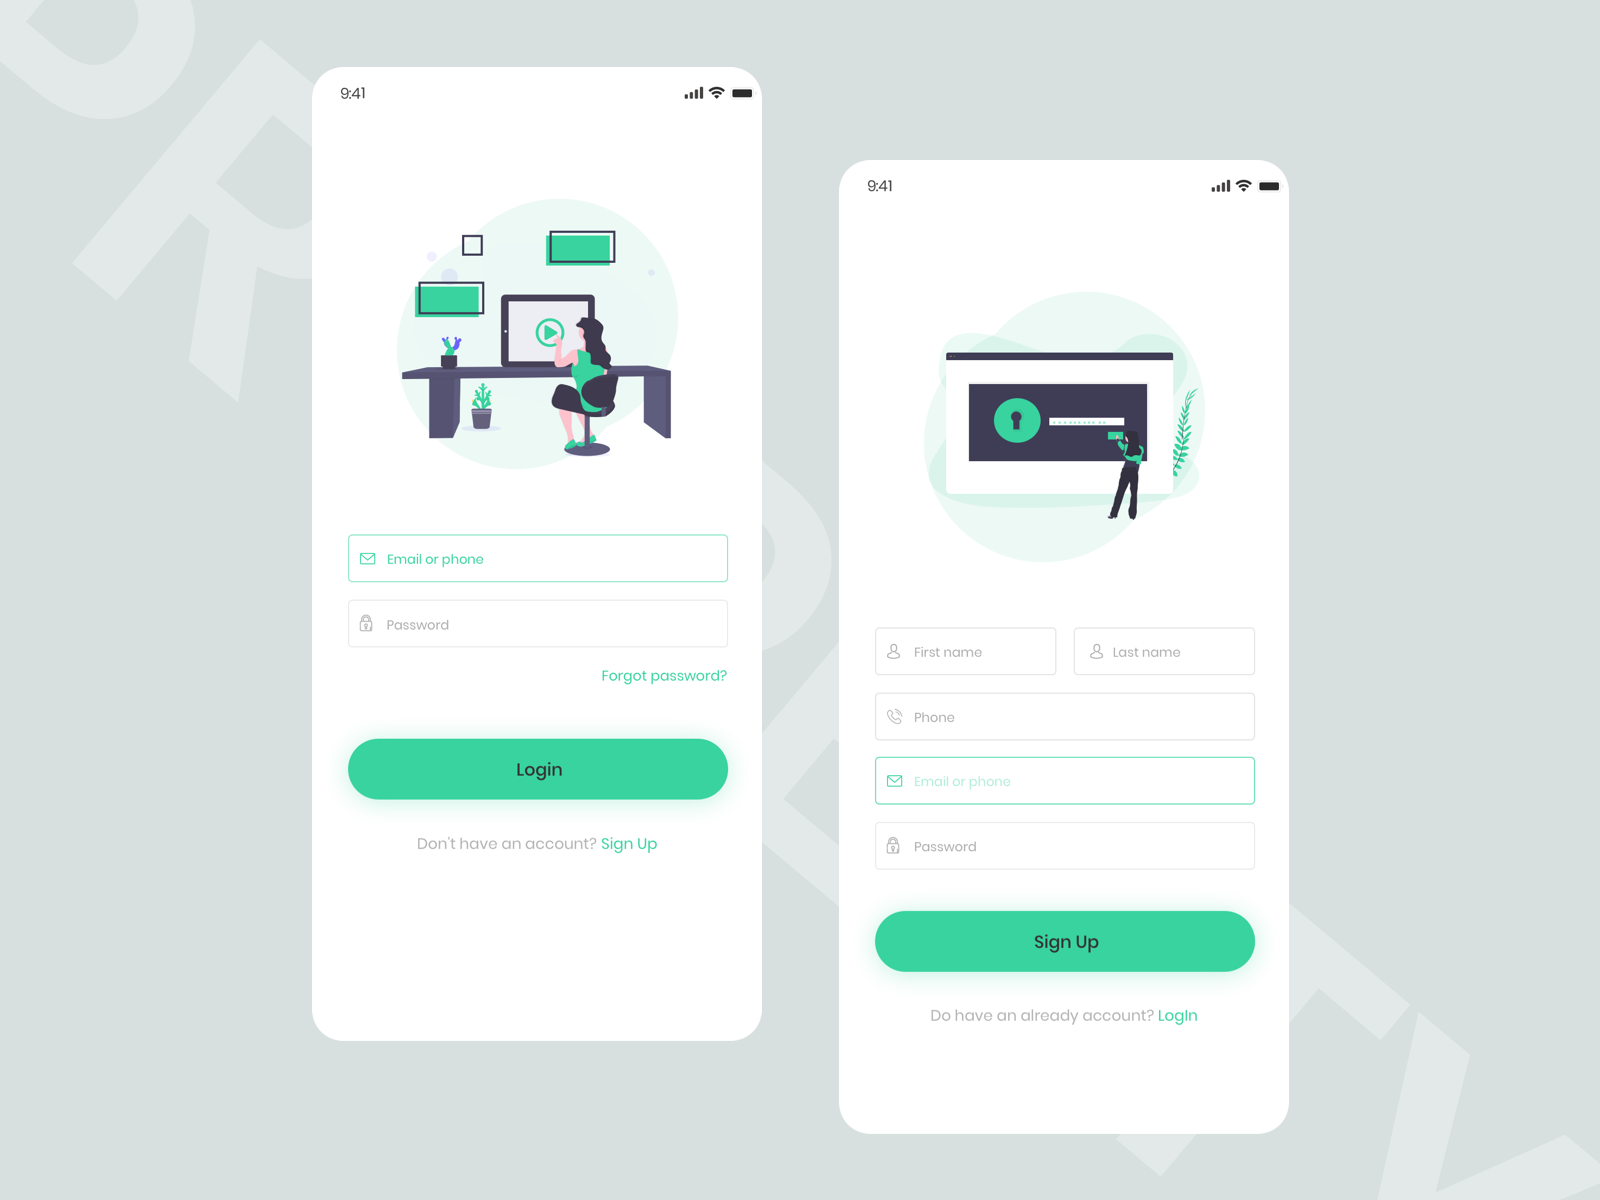 9:41
Email or phone
Password
Forgot password?
Login
Don't have an account? Sign Up
9:41
First name
Last name
Phone
Email or phone
Password
Sign Up
Do have an already account? LogIn